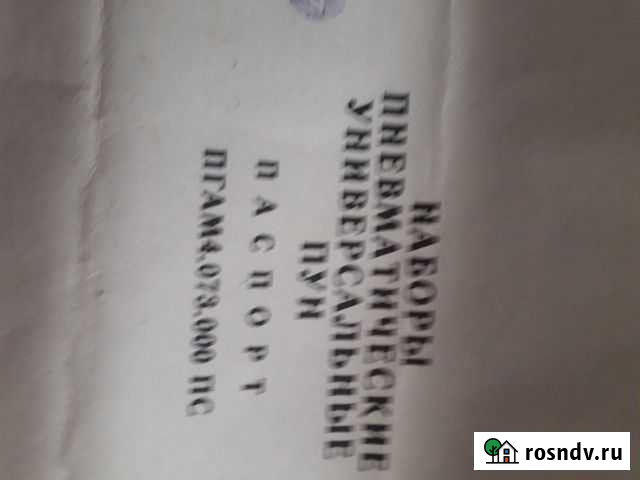 НАБОРЫ
ПНЕВМАТИЧЕСКИЕ
УНИВЕРСАЛЬНЫЕ
ПУН
ПАСПОРТ
ПГАМ4.073.000 ПС
rosndv.ru